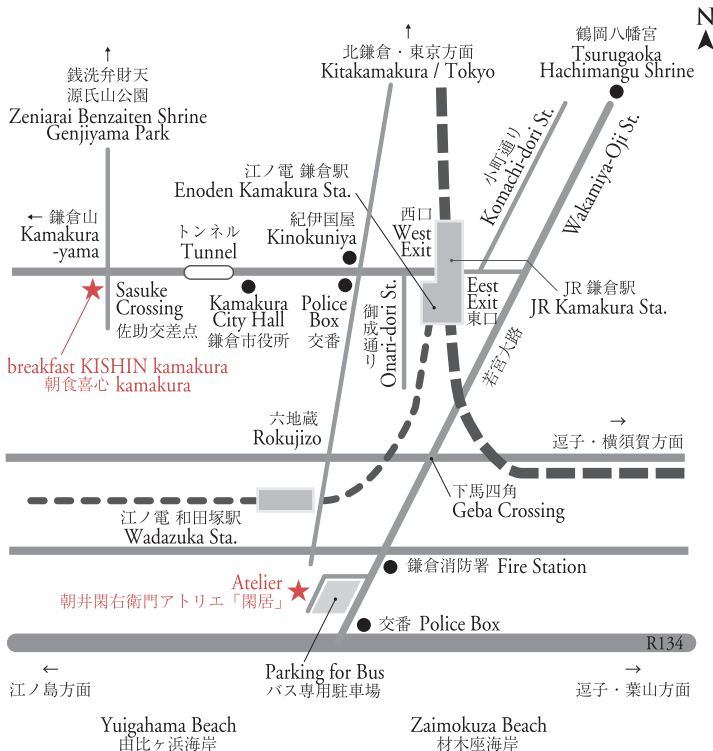 N
↑
銭洗弁財天
源氏山公園
Zeniarai Benzaiten Shrine
Genjiyama Park
↑
北鎌倉・東京方面
Kitakamakura / Tokyo
鶴岡八幡宮
Tsurugaoka
Hachimangu Shrine
小町通り
Komachi-dori St.
Wakamiya-Oji St.
若宮大路
江ノ電 鎌倉駅
Enoden Kamakura Sta.
← 鎌倉山
Kamakura
-yama
トンネル
Tunnel
紀伊国屋
Kinokuniya
西口
West
Exit
Eest
Exit
東口
JR 鎌倉駅
JR Kamakura Sta.
Sasuke
Crossing
佐助交差点
Kamakura
City Hall
鎌倉市役所
Police
Box
交番
御成通り
Onari-dori St.
breakfast KISHIN kamakura
朝食喜心 kamakura
六地蔵
Rokujizo
→
逗子・横須賀方面
下馬四角
Geba Crossing
江ノ電 和田塚駅
Wadazuka Sta.
鎌倉消防署 Fire Station
Atelier
朝井閑右衛門アトリエ「閑居」
交番 Police Box
R134
←
江ノ島方面
Parking for Bus
バス専用駐車場
→
逗子・葉山方面
Yuigahama Beach
由比ヶ浜海岸
Zaimokuza Beach
材木座海岸